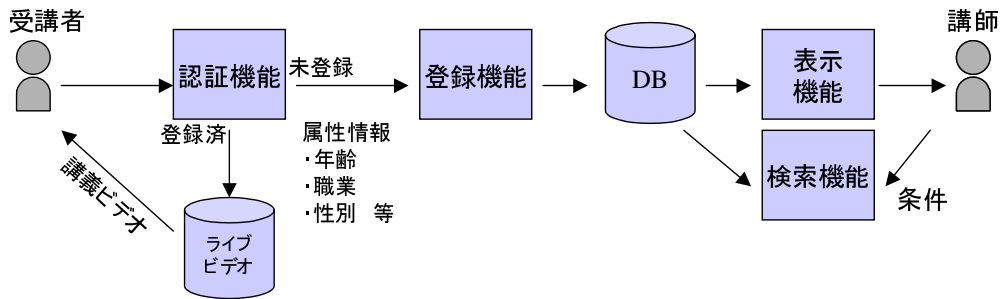 受講者
認証機能
未登録
登録機能
DB
表示
機能
講師
登録済
属性情報
・年齢
・職業
・性別　等
講義ビデオ
ライブ
ビデオ
検索機能
条件